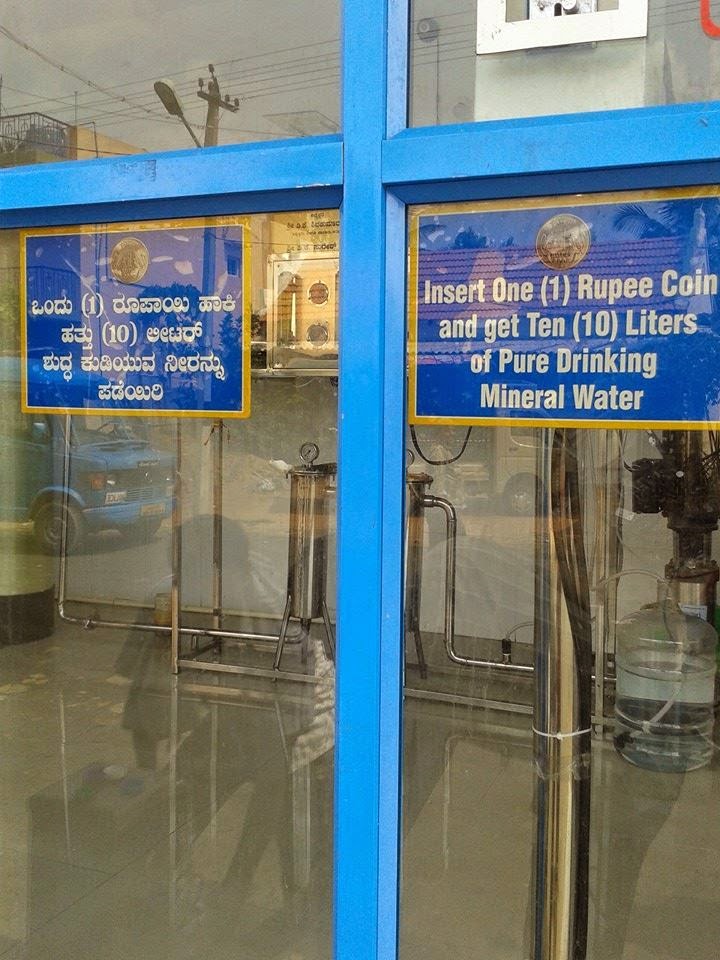 ಒಂದು (1) ರೂಪಾಯಿ ಹಾಕಿ
ಹತ್ತು (10) ಲೀಟರ್
ಶುದ್ಧ ಕುಡಿಯುವ ನೀರನ್ನು
ಪಡೆಯಿರಿ
Insert One (1) Rupee Coin
and get Ten (10) Liters
of Pure Drinking
Mineral Water